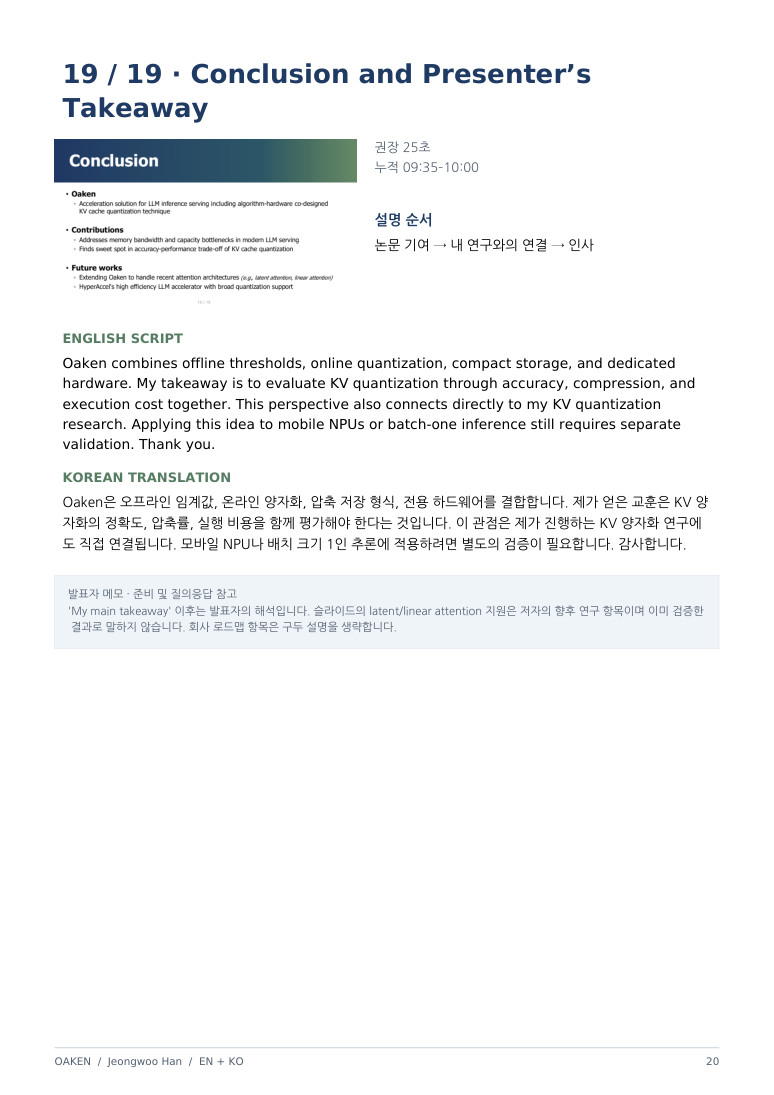 19 / 19 · Conclusion and Presenter’s
Takeaway
Conclusion
• Oaken
◦ Acceleration solution for LLM inference serving including algorithm-hardware co-designed
KV cache quantization technique
• Contributions
◦ Addresses memory bandwidth and capacity bottlenecks in modern LLM serving
◦ Finds sweet spot in accuracy-performance trade-off of KV cache quantization
• Future works
◦ Extending Oaken to handle recent attention architectures (e.g., latent attention, linear attention)
◦ HyperAccel's high efficiency LLM accelerator with broad quantization support
19 / 19
권장 25초
누적 09:35–10:00
설명 순서
논문 기여 → 내 연구와의 연결 → 인사
ENGLISH SCRIPT
Oaken combines offline thresholds, online quantization, compact storage, and dedicated
hardware. My takeaway is to evaluate KV quantization through accuracy, compression, and
execution cost together. This perspective also connects directly to my KV quantization
research. Applying this idea to mobile NPUs or batch-one inference still requires separate
validation. Thank you.
KOREAN TRANSLATION
Oaken은 오프라인 임계값, 온라인 양자화, 압축 저장 형식, 전용 하드웨어를 결합합니다. 제가 얻은 교훈은 KV 양
자화의 정확도, 압축률, 실행 비용을 함께 평가해야 한다는 것입니다. 이 관점은 제가 진행하는 KV 양자화 연구에
도 직접 연결됩니다. 모바일 NPU나 배치 크기 1인 추론에 적용하려면 별도의 검증이 필요합니다. 감사합니다.
발표자 메모 · 준비 및 질의응답 참고
'My main takeaway' 이후는 발표자의 해석입니다. 슬라이드의 latent/linear attention 지원은 저자의 향후 연구 항목이며 이미 검증한
결과로 말하지 않습니다. 회사 로드맵 항목은 구두 설명을 생략합니다.
OAKEN / Jeongwoo Han / EN + KO
20